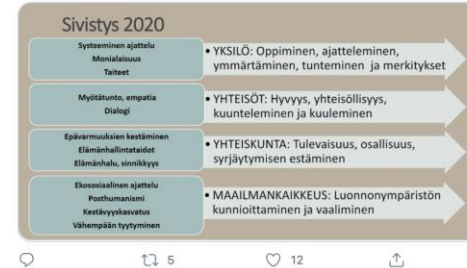 Sivistys 2020
Systeeminen ajattelu
Monialaisuus
Taiteet
• YKSILÖ: Oppiminen, ajatteleminen,
ymmärtäminen, tunteminen ja merkitykset
Myötätunto, empatia
Dialogi
• YHTEISÖT: Hyvyys, yhteisöllisyys,
kuunteleminen ja kuuleminen
Epävarmuuksien kestäminen
Elämänhallintataidot
Elämänhalu, sinnikkyys
• YHTEISKUNTA: Tulevaisuus, osallisuus,
syrjäytymisen estäminen
Ekososiaalinen ajattelu
Posthumanismi
Kestävyyskasvatus
Vähempään tyytyminen
• MAAILMANKAIKKEUS: Luonnonympäristön
kunnioittaminen ja vaaliminen
5 12